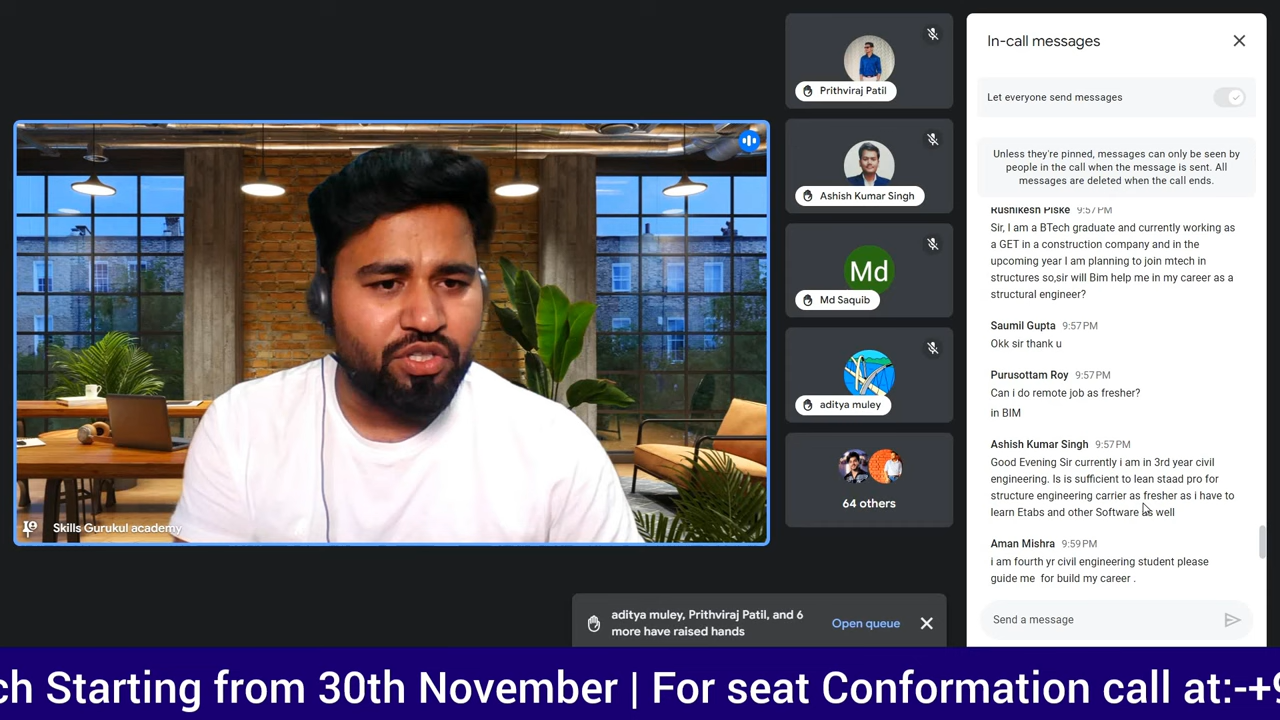 In-call messages
Let everyone send messages
Unless they're pinned, messages can only be seen by
people in the call when the message is sent. All
messages are deleted when the call ends.
Rushikesh Piske 9:57 PM
Sir, I am a BTech graduate and currently working as
a GET in a construction company and in the
upcoming year I am planning to join mtech in
structures so,sir will Bim help me in my career as a
structural engineer?
Saumil Gupta 9:57 PM
Okk sir thank u
Purusottam Roy 9:57 PM
Can i do remote job as fresher?
in BIM
Ashish Kumar Singh 9:57 PM
Good Evening Sir currently i am in 3rd year civil
engineering. Is is sufficient to lean staad pro for
structure engineering carrier as fresher as i have to
learn Etabs and other Software as well
Aman Mishra 9:59 PM
i am fourth yr civil engineering student please
guide me for build my career .
Send a message
Prithviraj Patil
Ashish Kumar Singh
Md
Md Saquib
aditya muley
64 others
Skills Gurukul academy
aditya muley, Prithviraj Patil, and 6
more have raised hands
Open queue
ch Starting from 30th November | For seat Conformation call at:-+9